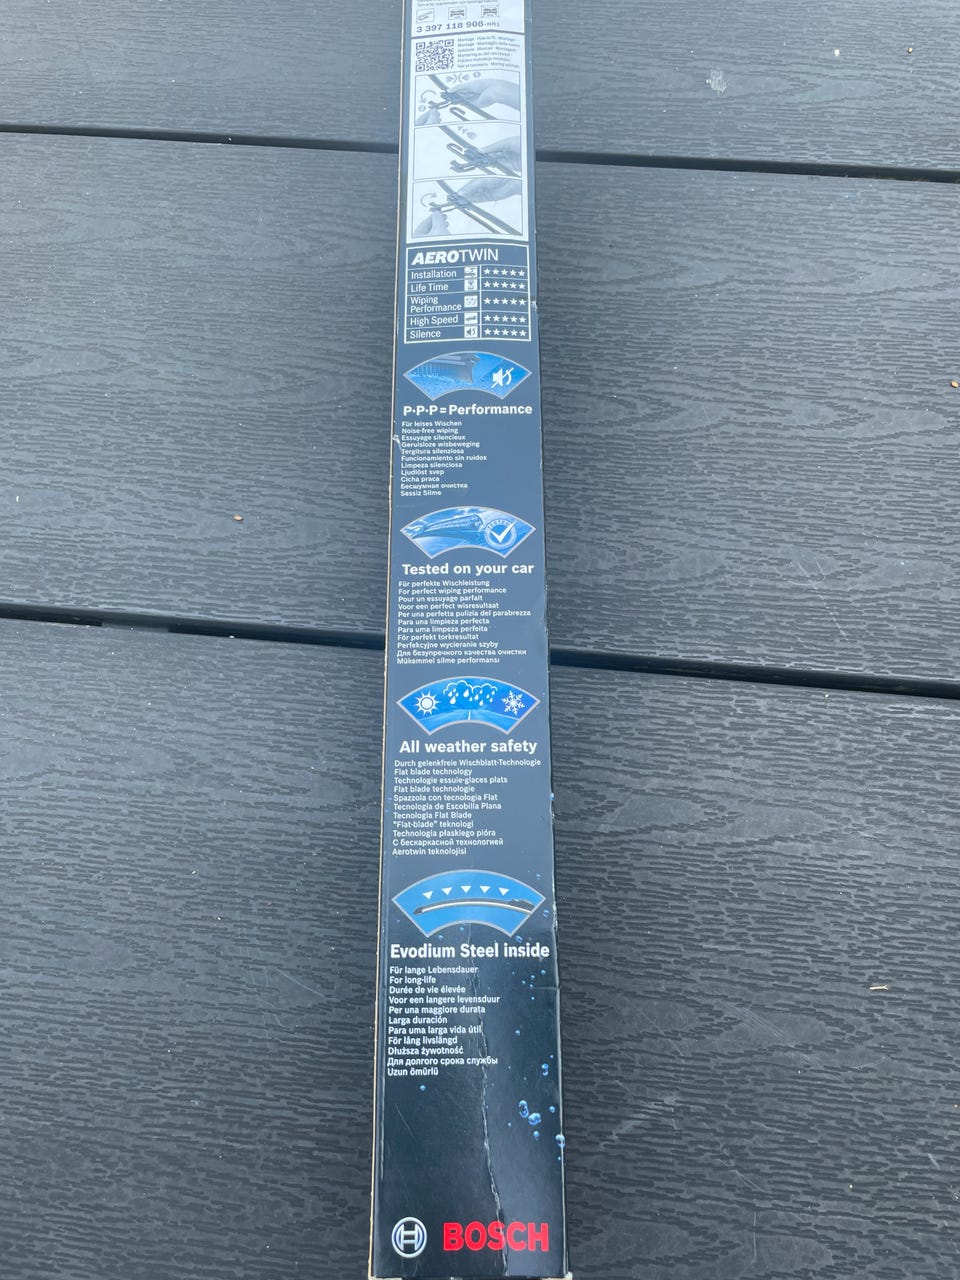 3 397 118 908-HR1
AEROTWIN
Installation ★★★★★
Life Time ★★★★★
Wiping
Performance ★★★★★
High Speed ★★★★★
Silence ★★★★★
P·P·P=Performance
Für leises Wischen
Noise-free wiping
Essuyage silencieux
Geruisloze wisbeweging
Tergitura silenziosa
Funcionamiento sin ruidos
Limpeza silenciosa
Ljudlöst svep
Cicha praca
Бесшумная очистка
Sessiz Silme
TESTED
Tested on your car
Für perfekte Wischleistung
For perfect wiping performance
Pour un essuyage parfait
Voor een perfect wisresultaat
Per una perfetta pulizia del parabrezza
Para una limpieza perfecta
Para uma limpeza perfeita
För perfekt torkresultat
Perfekcyjne wycieranie szyby
Для безупречного качества очистки
Mükemmel silme performansı
All weather safety
Durch gelenkfreie Wischblatt-Technologie
Flat blade technology
Technologie essuie-glaces plats
Flat blade technologie
Spazzola con tecnologia Flat
Tecnologia de Escobilla Plana
Tecnologia Flat Blade
"Flat-blade" teknologi
Technologia płaskiego pióra
С бескаркасной технологией
Aerotwin teknolojisi
Evodium Steel inside
Für lange Lebensdauer
For long-life
Durée de vie élevée
Voor een langere levensduur
Per una maggiore durata
Larga duración
Para uma larga vida útil
För lång livslängd
Dłuższa żywotność
Для долгого срока службы
Uzun ömürlü
BOSCH